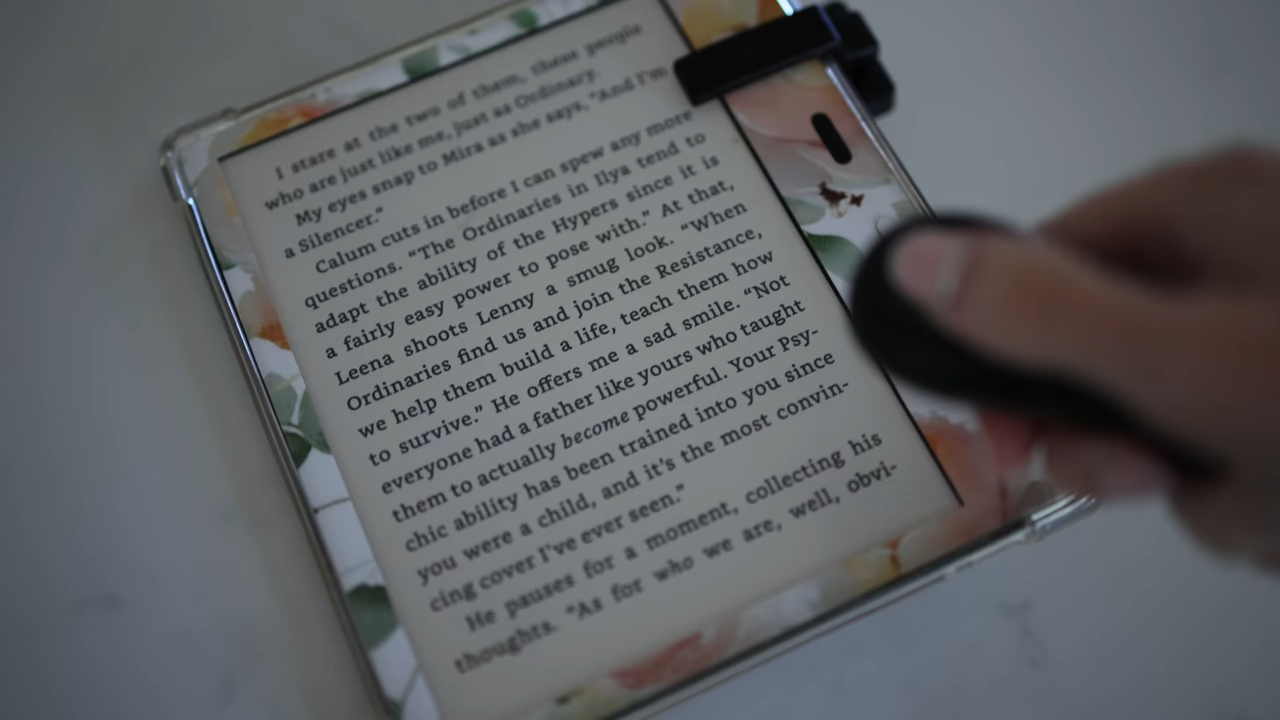 I stare at the two of them, these people
who are just like me, just as Ordinary.
My eyes snap to Mira as she says, “And I’m
a Silencer.”
Calum cuts in before I can spew any more
questions. “The Ordinaries in Ilya tend to
adapt the ability of the Hypers since it is
a fairly easy power to pose with.” At that,
Leena shoots Lenny a smug look. “When
Ordinaries find us and join the Resistance,
we help them build a life, teach them how
to survive.” He offers me a sad smile. “Not
everyone had a father like yours who taught
them to actually become powerful. Your Psy-
chic ability has been trained into you since
you were a child, and it’s the most convin-
cing cover I’ve ever seen.”
He pauses for a moment, collecting his
thoughts. “As for who we are, well, obvi-